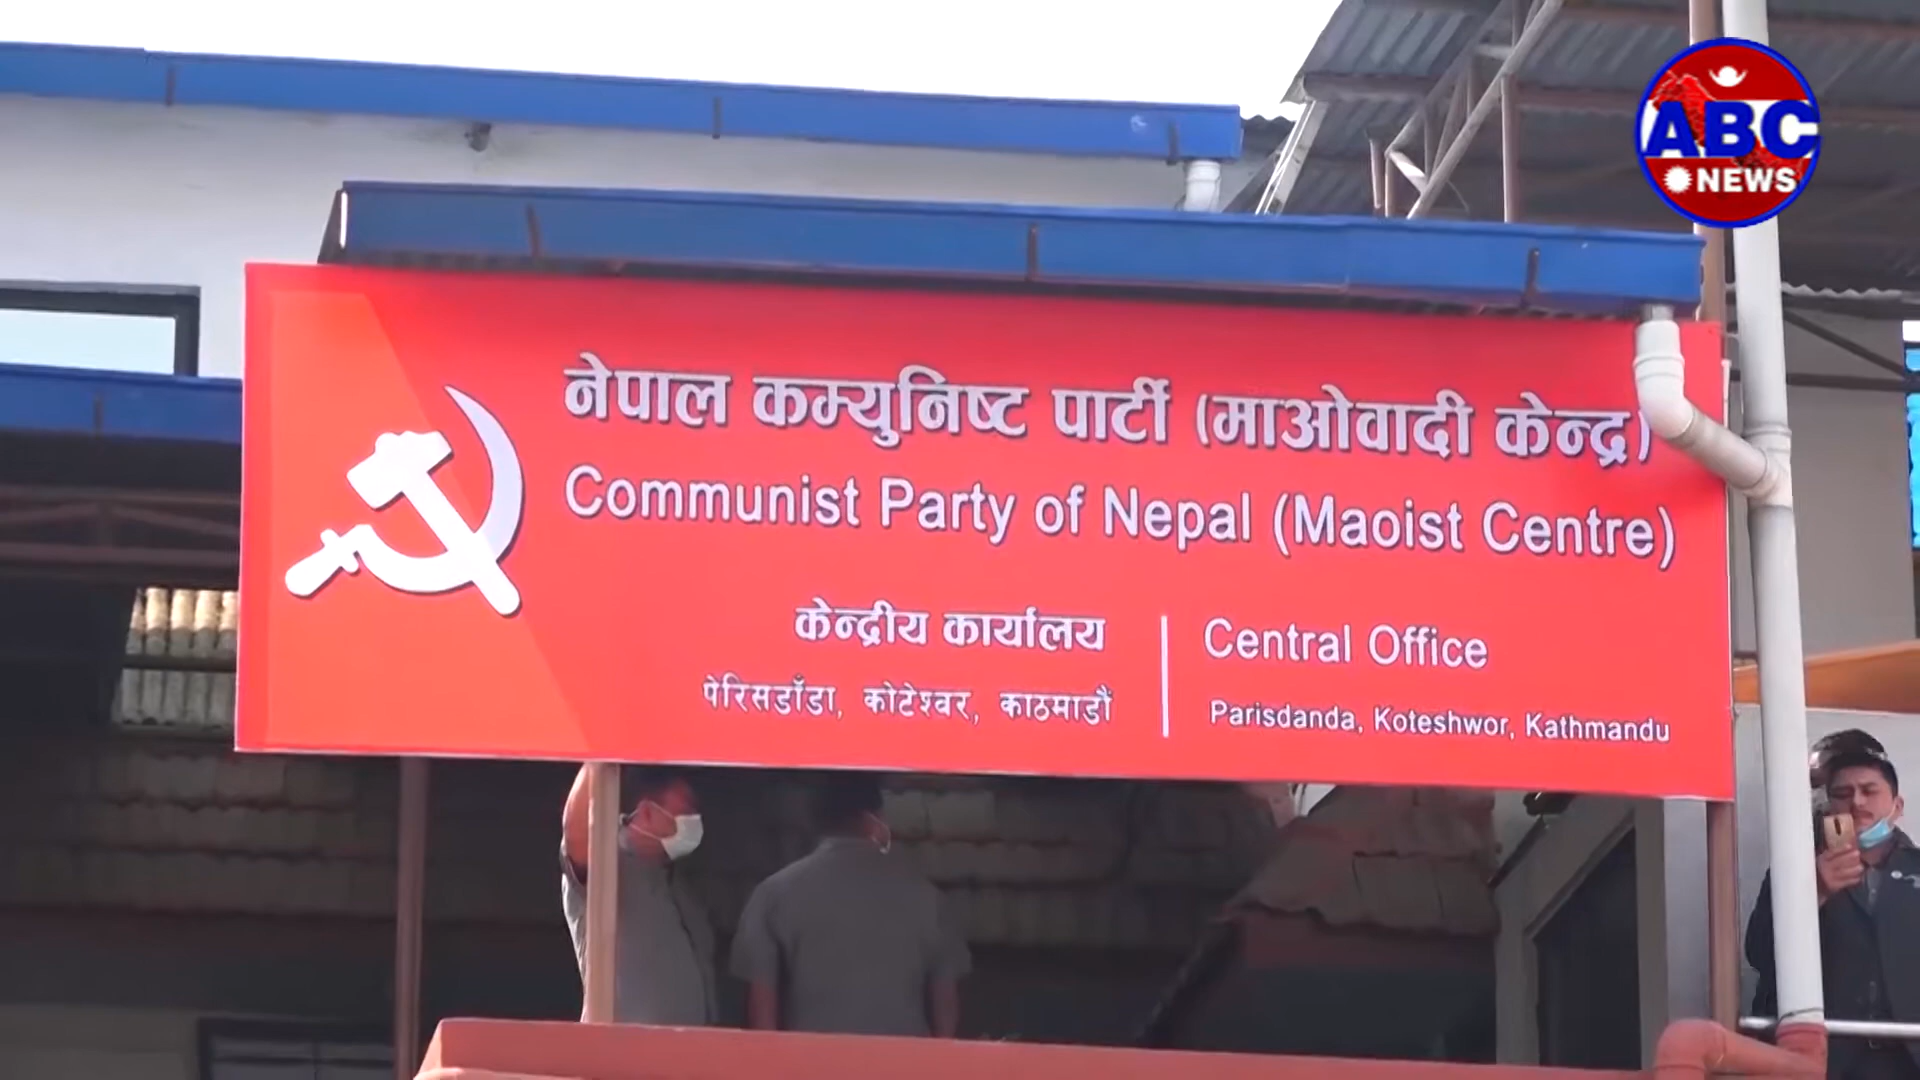 ABC
NEWS
नेपाल कम्युनिष्ट पार्टी (माओवादी केन्द्र)
Communist Party of Nepal (Maoist Centre)
केन्द्रीय कार्यालय
पेरिसडाँडा, कोटेश्वर, काठमाडौं
Central Office
Parisdanda, Koteshwor, Kathmandu